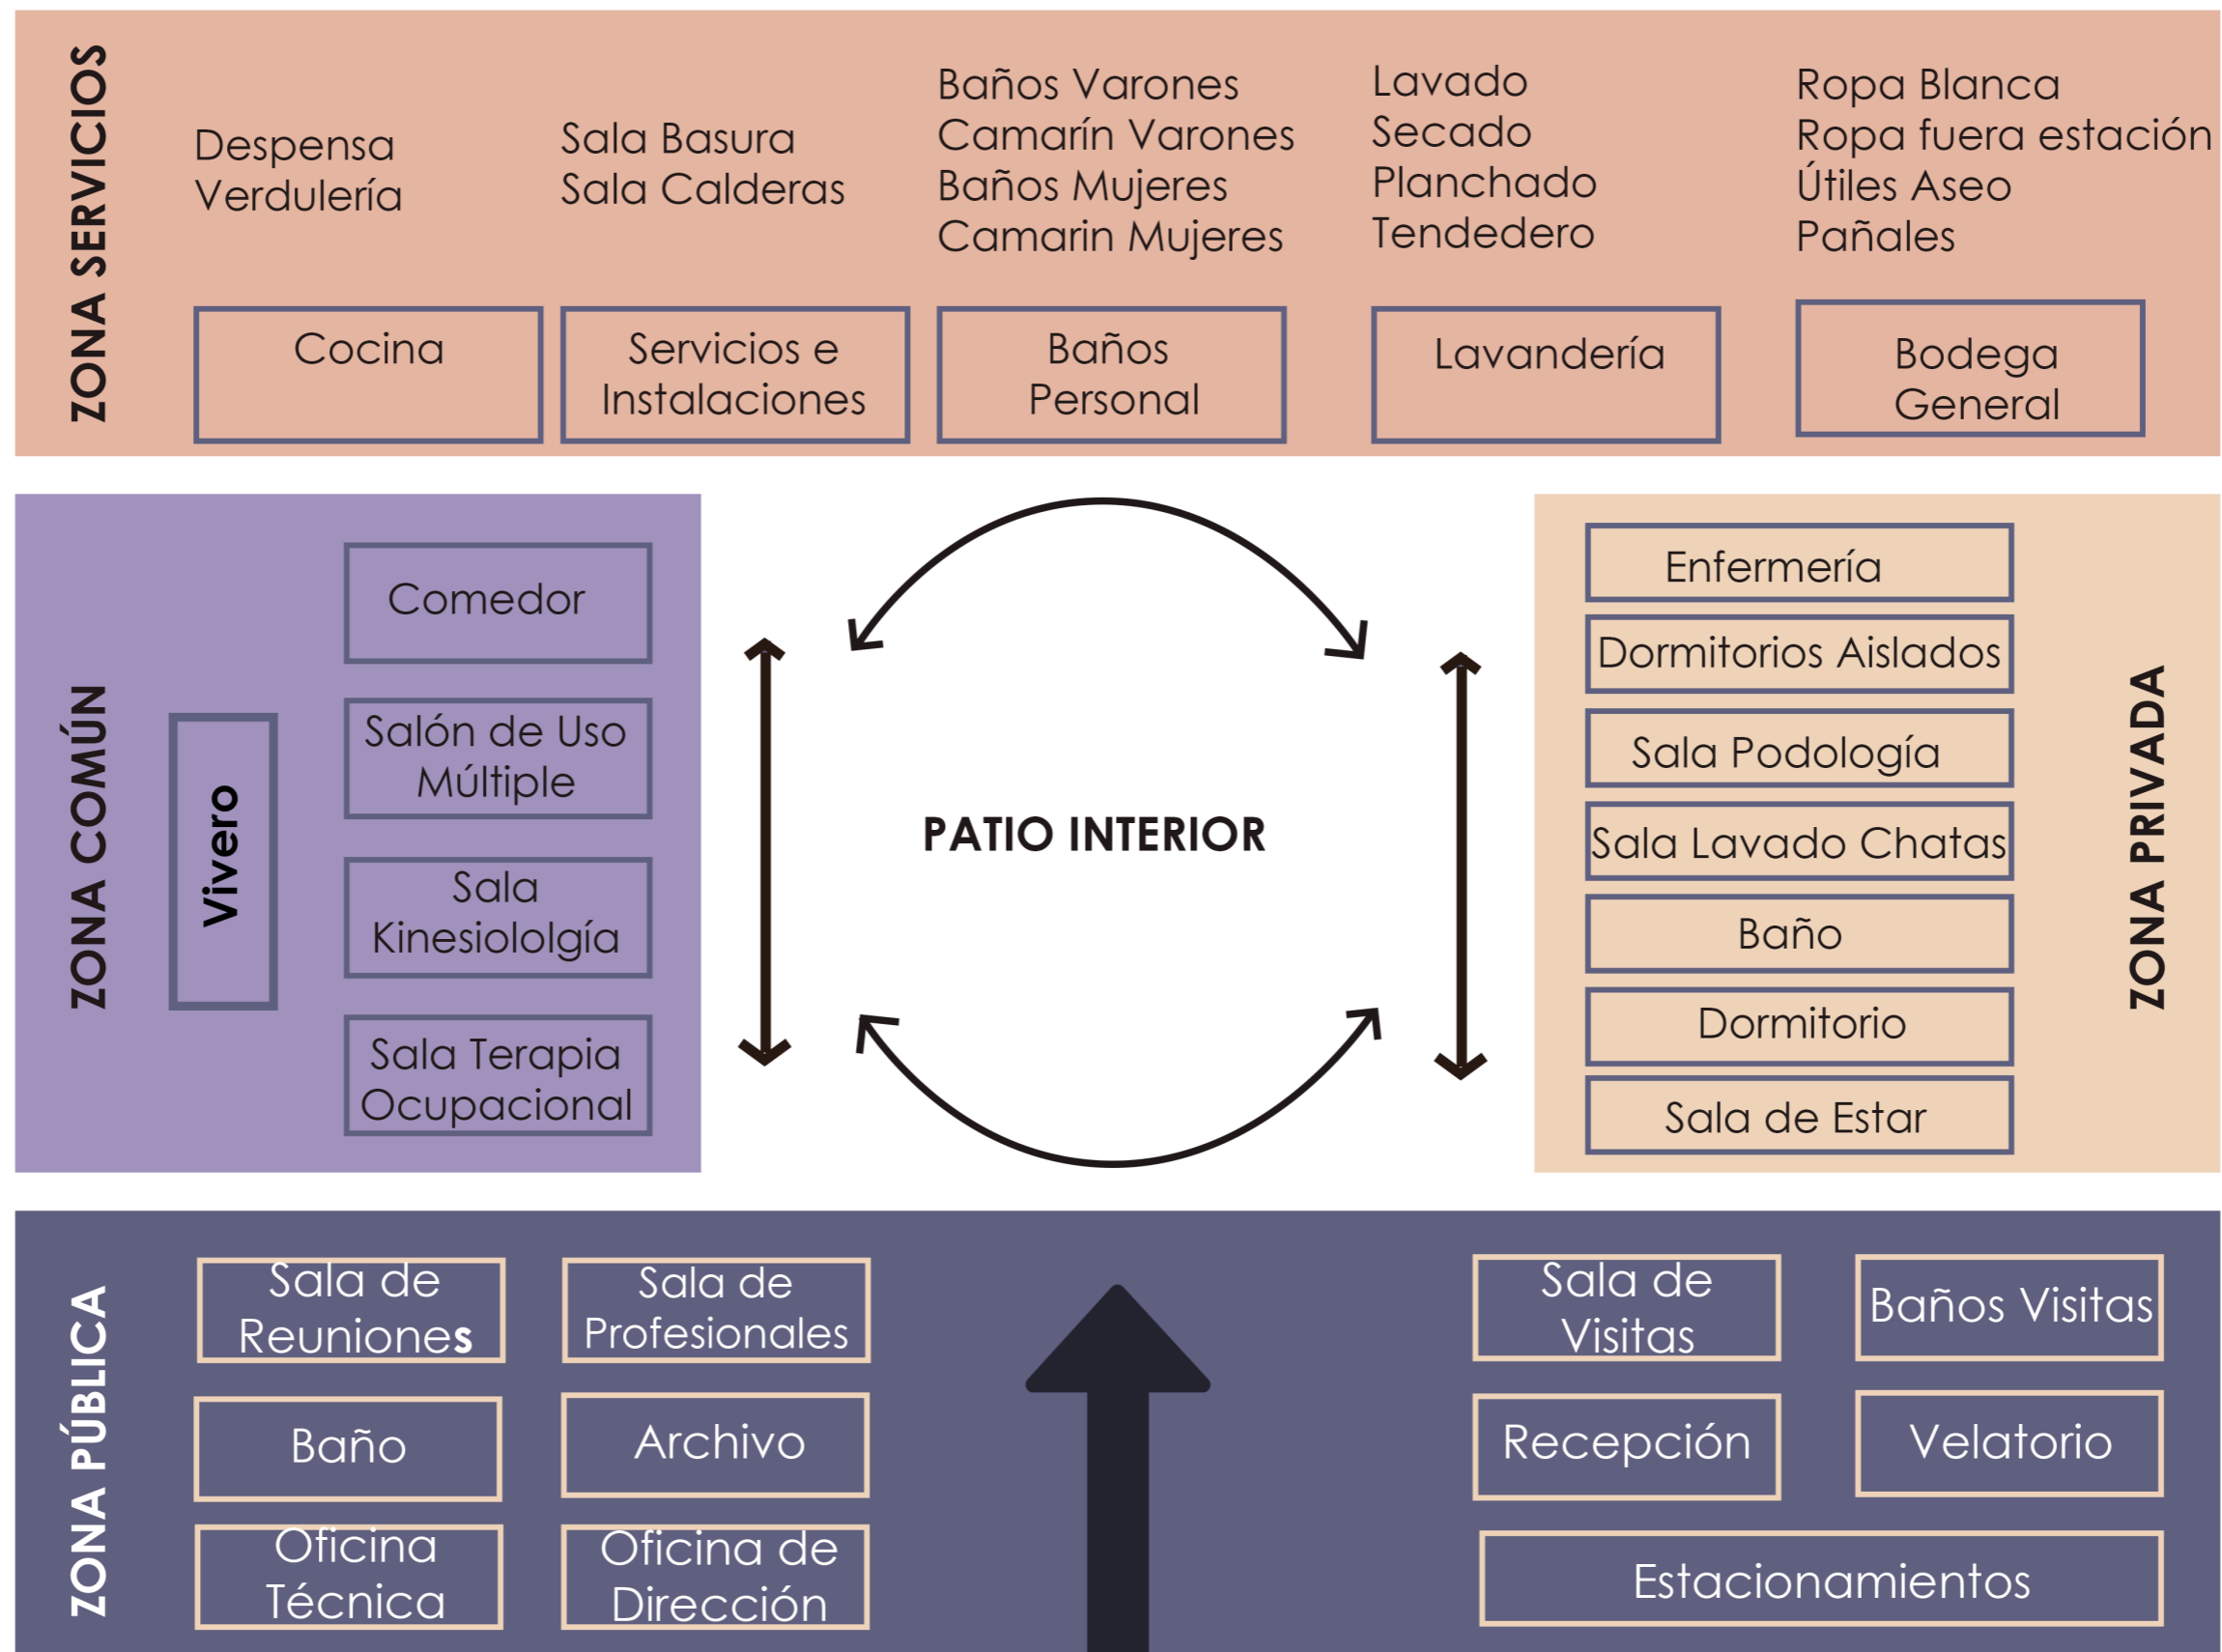 ZONA SERVICIOS
Despensa
Verdulería
Cocina
Sala Basura
Sala Calderas
Servicios e
Instalaciones
Baños Varones
Camarín Varones
Baños Mujeres
Camarin Mujeres
Baños
Personal
Lavado
Secado
Planchado
Tendedero
Lavandería
Ropa Blanca
Ropa fuera estación
Útiles Aseo
Pañales
Bodega
General
ZONA COMÚN
Vivero
Comedor
Salón de Uso
Múltiple
Sala
Kinesiololgía
Sala Terapia
Ocupacional
PATIO INTERIOR
Enfermería
Dormitorios Aislados
Sala Podología
Sala Lavado Chatas
Baño
Dormitorio
Sala de Estar
ZONA PRIVADA
ZONA PÚBLICA
Sala de
Reuniones
Sala de
Profesionales
Baño
Archivo
Oficina
Técnica
Oficina de
Dirección
Sala de
Visitas
Baños Visitas
Recepción
Velatorio
Estacionamientos